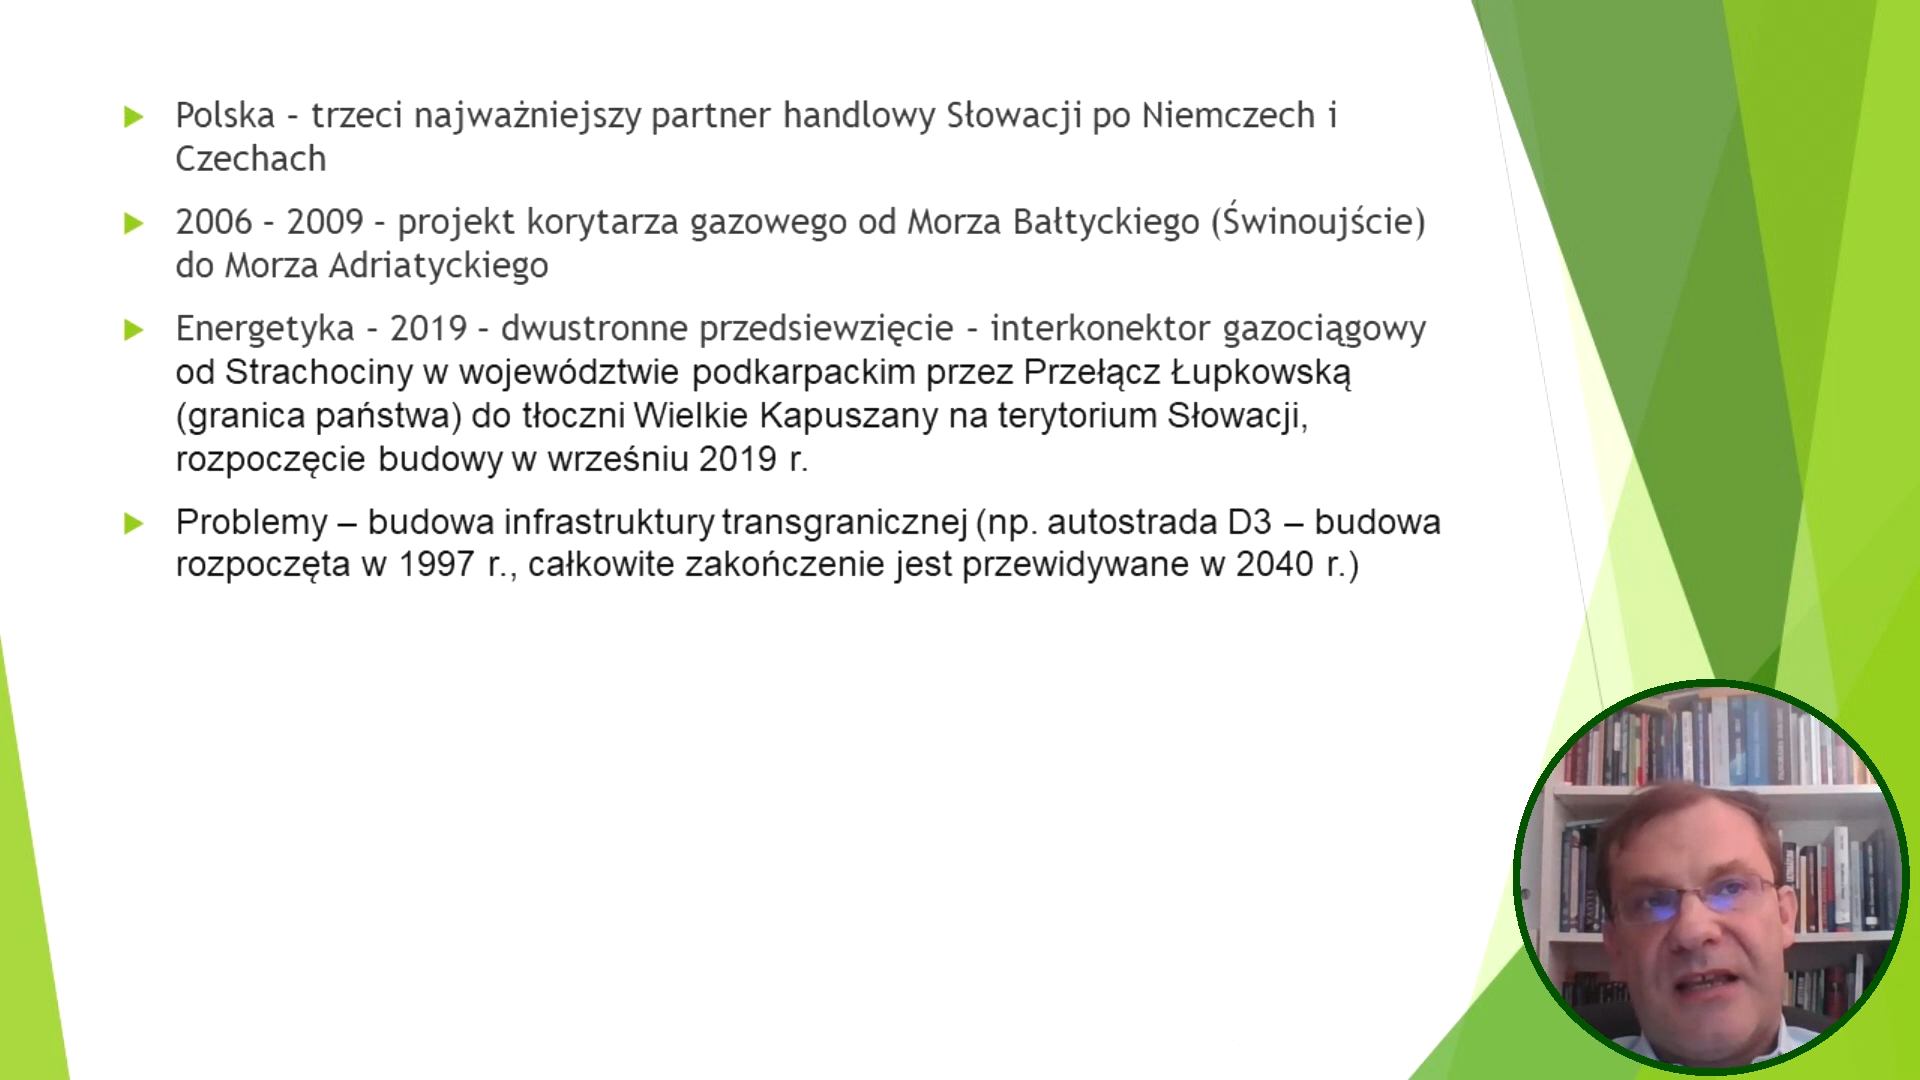 Polska – trzeci najważniejszy partner handlowy Słowacji po Niemczech i
Czechach
2006 – 2009 – projekt korytarza gazowego od Morza Bałtyckiego (Świnoujście)
do Morza Adriatyckiego
Energetyka – 2019 – dwustronne przedsiewzięcie – interkonektor gazociągowy
od Strachociny w województwie podkarpackim przez Przełącz Łupkowską
(granica państwa) do tłoczni Wielkie Kapuszany na terytorium Słowacji,
rozpoczęcie budowy w wrześniu 2019 r.
Problemy – budowa infrastruktury transgranicznej (np. autostrada D3 – budowa
rozpoczęta w 1997 r., całkowite zakończenie jest przewidywane w 2040 r.)